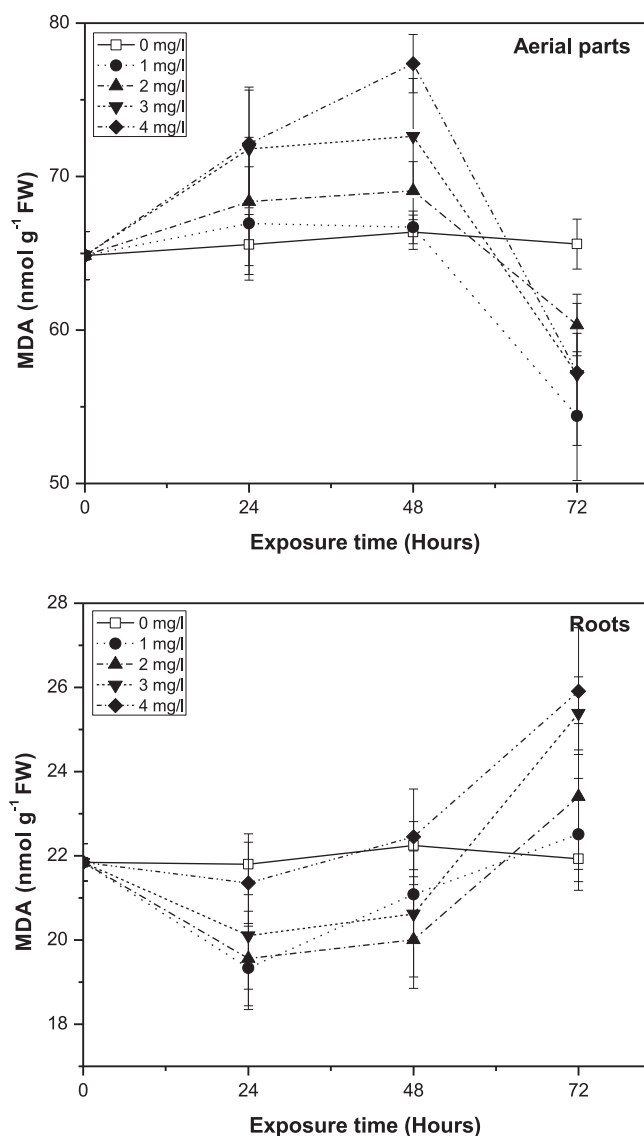 80
Aerial parts
0 mg/l
1 mg/l
2 mg/l
3 mg/l
4 mg/l
70
60
50
MDA (nmol g⁻¹ FW)
0 24 48 72
Exposure time (Hours)
28
Roots
0 mg/l
1 mg/l
2 mg/l
3 mg/l
4 mg/l
26
24
22
20
18
MDA (nmol g⁻¹ FW)
0 24 48 72
Exposure time (Hours)